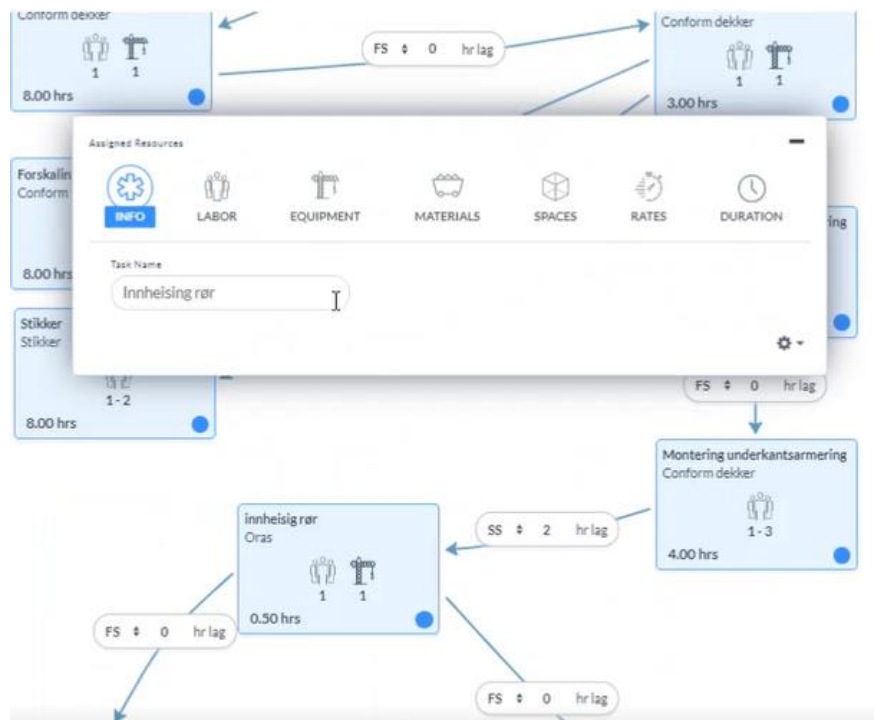 Conform dekker
1 1
8.00 hrs
FS 0 hr lag
Conform dekker
1 1
3.00 hrs
Assigned Resources
INFO
LABOR
EQUIPMENT
MATERIALS
SPACES
RATES
DURATION
Task Name
Innheising rør
Forskalin
Conform
8.00 hrs
ing
Stikker
Stikker
1 - 2
8.00 hrs
FS 0 hr lag
Montering underkantsarmering
Conform dekker
1 - 3
4.00 hrs
SS 2 hr lag
innheisig rør
Oras
1 1
0.50 hrs
FS 0 hr lag
FS 0 hr lag